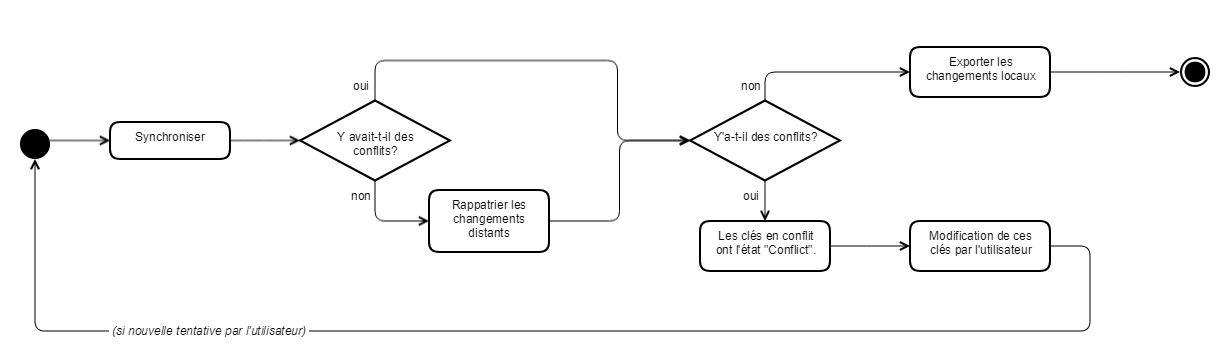 Synchroniser
oui
Y avait-t-il des
conflits?
non
Rappatrier les
changements
distants
non
Y'a-t-il des conflits?
oui
Exporter les
changements locaux
Les clés en conflit
ont l'état "Conflict".
Modification de ces
clés par l'utilisateur
(si nouvelle tentative par l'utilisateur)